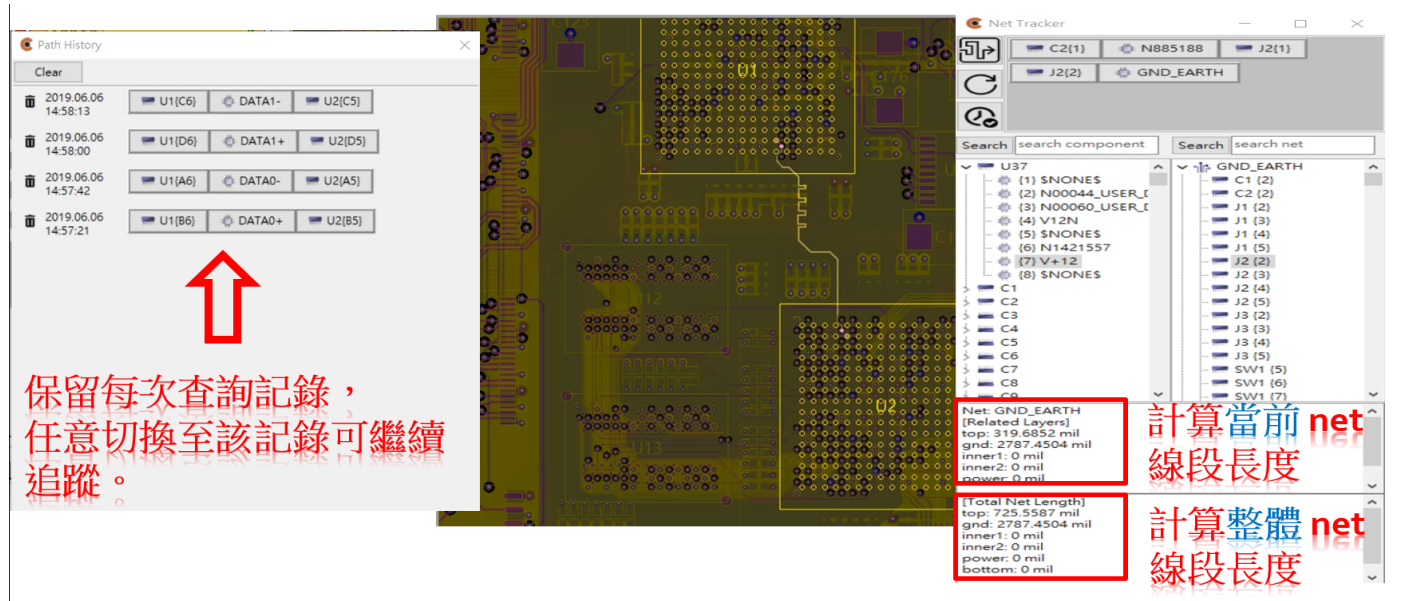 Path History
Clear
2019.06.06
14:58:13
U1{C6} DATA1- U2{C5}
2019.06.06
14:58:00
U1{D6} DATA1+ U2{D5}
2019.06.06
14:57:42
U1{A6} DATA0- U2{A5}
2019.06.06
14:57:21
U1{B6} DATA0+ U2{B5}
保留每次查詢記錄，
任意切換至該記錄可繼續
追蹤。
C123
U1
U12
U2
U13
Net Tracker
C2{1} N885188 J2{1}
J2{2} GND_EARTH
Search search component Search search net
U37
{1} $NONE$
{2} N00044_USER_
{3} N00060_USER_
{4} V12N
{5} $NONE$
{6} N1421557
{7} V+12
{8} $NONE$
C1
C2
C3
C4
C5
C6
C7
C8
C9
GND_EARTH
C1 {2}
C2 {2}
J1 {2}
J1 {3}
J1 {4}
J1 {5}
J2 {2}
J2 {3}
J2 {4}
J2 {5}
J3 {2}
J3 {3}
J3 {4}
J3 {5}
SW1 {5}
SW1 {6}
SW1 {7}
Net: GND_EARTH
[Related Layers]
top: 319.6852 mil
gnd: 2787.4504 mil
inner1: 0 mil
inner2: 0 mil
power: 0 mil
計算當前 net
線段長度
[Total Net Length]
top: 725.5587 mil
gnd: 2787.4504 mil
inner1: 0 mil
inner2: 0 mil
power: 0 mil
bottom: 0 mil
計算整體 net
線段長度